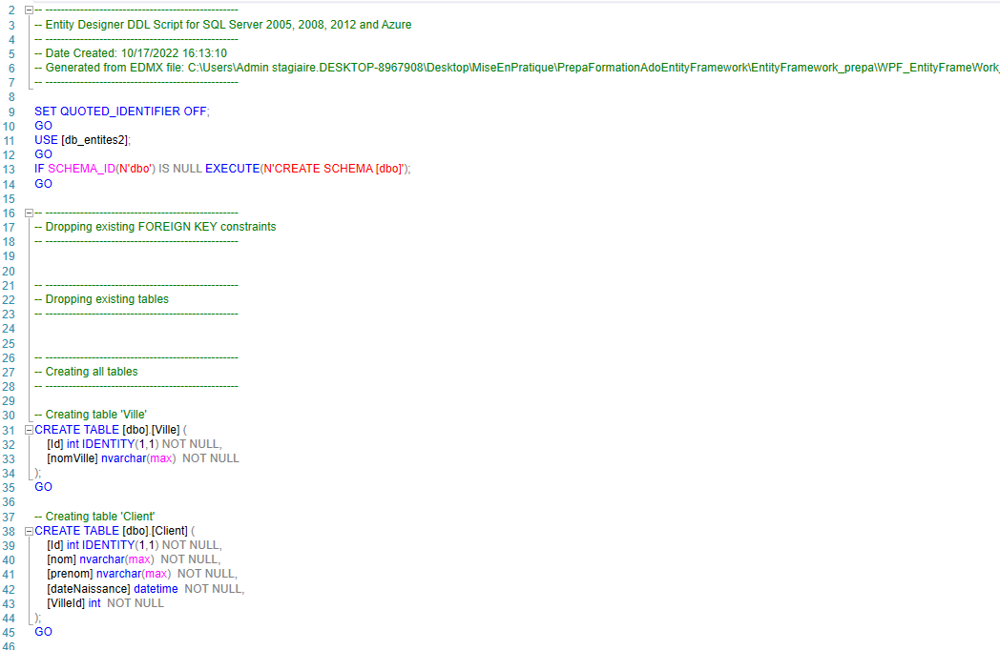 2 -- --------------------------------------------------
3 -- Entity Designer DDL Script for SQL Server 2005, 2008, 2012 and Azure
4 -- --------------------------------------------------
5 -- Date Created: 10/17/2022 16:13:10
6 -- Generated from EDMX file: C:\Users\Admin stagiaire.DESKTOP-8967908\Desktop\MiseEnPratique\PrepaFormationAdoEntityFramework\EntityFramework_prepa\WPF_EntityFrameWork_
7 -- --------------------------------------------------
8
9 SET QUOTED_IDENTIFIER OFF;
10 GO
11 USE [db_entites2];
12 GO
13 IF SCHEMA_ID(N'dbo') IS NULL EXECUTE(N'CREATE SCHEMA [dbo]');
14 GO
15
16 -- --------------------------------------------------
17 -- Dropping existing FOREIGN KEY constraints
18 -- --------------------------------------------------
19
20
21 -- --------------------------------------------------
22 -- Dropping existing tables
23 -- --------------------------------------------------
24
25
26 -- --------------------------------------------------
27 -- Creating all tables
28 -- --------------------------------------------------
29
30 -- Creating table 'Ville'
31 CREATE TABLE [dbo].[Ville] (
32 [Id] int IDENTITY(1,1) NOT NULL,
33 [nomVille] nvarchar(max) NOT NULL
34 );
35 GO
36
37 -- Creating table 'Client'
38 CREATE TABLE [dbo].[Client] (
39 [Id] int IDENTITY(1,1) NOT NULL,
40 [nom] nvarchar(max) NOT NULL,
41 [prenom] nvarchar(max) NOT NULL,
42 [dateNaissance] datetime NOT NULL,
43 [VilleId] int NOT NULL
44 );
45 GO
46